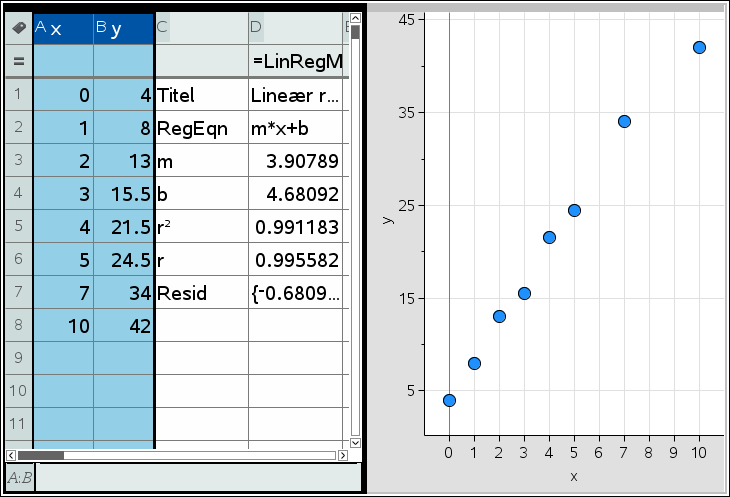 A x B y C D E
= =LinRegM
1 0 4 Titel Lineær r...
2 1 8 RegEqn m*x+b
3 2 13 m 3.90789
4 3 15.5 b 4.68092
5 4 21.5 r² 0.991183
6 5 24.5 r 0.995582
7 7 34 Resid {-0.6809...
8 10 42
9
10
11
A:B
45
35
25
15
5
y
0 1 2 3 4 5 6 7 8 9 10
x